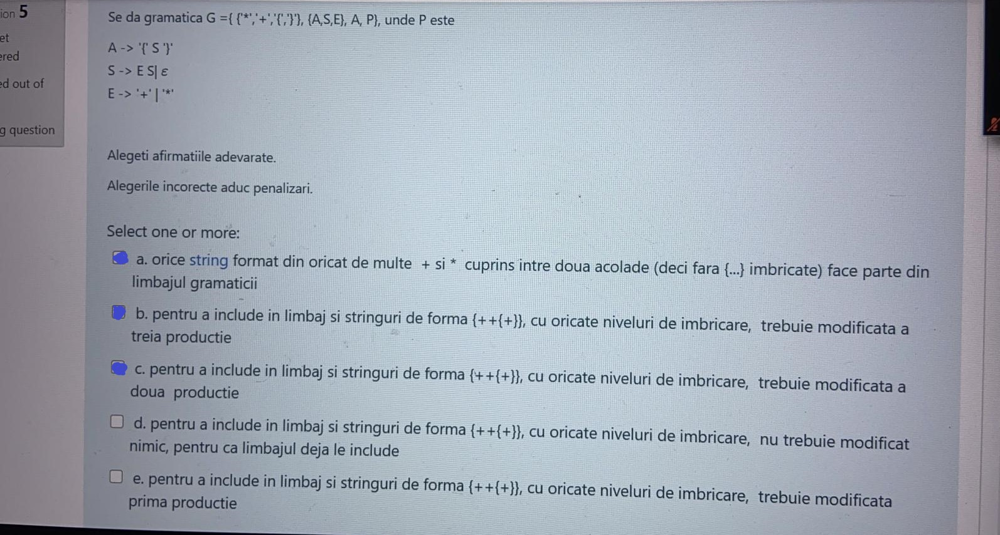 ion 5
et
ered
ed out of
g question
Se da gramatica G ={ {'*','+','{','}'}, {A,S,E}, A, P}, unde P este
A -> '{' S '}'
S -> E S| ε
E -> '+' | '*'
Alegeti afirmatiile adevarate.
Alegerile incorecte aduc penalizari.
Select one or more:
a. orice string format din oricat de multe + si * cuprins intre doua acolade (deci fara {...} imbricate) face parte din
limbajul gramaticii
b. pentru a include in limbaj si stringuri de forma {++{+}}, cu oricate niveluri de imbricare, trebuie modificata a
treia productie
c. pentru a include in limbaj si stringuri de forma {++{+}}, cu oricate niveluri de imbricare, trebuie modificata a
doua productie
d. pentru a include in limbaj si stringuri de forma {++{+}}, cu oricate niveluri de imbricare, nu trebuie modificat
nimic, pentru ca limbajul deja le include
e. pentru a include in limbaj si stringuri de forma {++{+}}, cu oricate niveluri de imbricare, trebuie modificata
prima productie